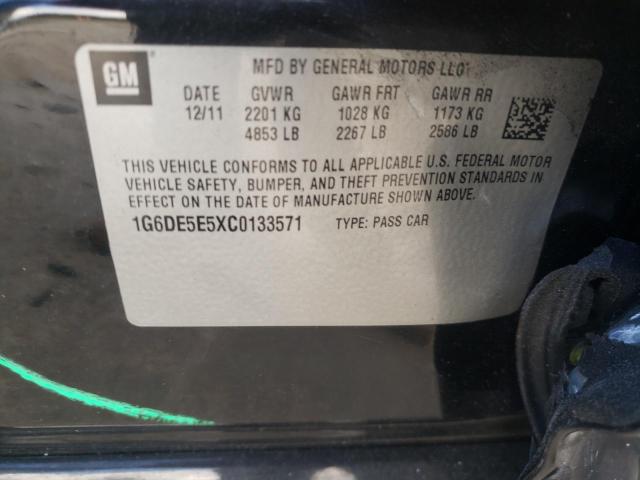 GM
MFD BY GENERAL MOTORS LLC
DATE GVWR GAWR FRT GAWR RR
12/11 2201 KG 1028 KG 1173 KG
4853 LB 2267 LB 2586 LB
THIS VEHICLE CONFORMS TO ALL APPLICABLE U.S. FEDERAL MOTOR
VEHICLE SAFETY, BUMPER, AND THEFT PREVENTION STANDARDS IN
EFFECT ON THE DATE OF MANUFACTURE SHOWN ABOVE.
1G6DE5E5XC0133571 TYPE: PASS CAR